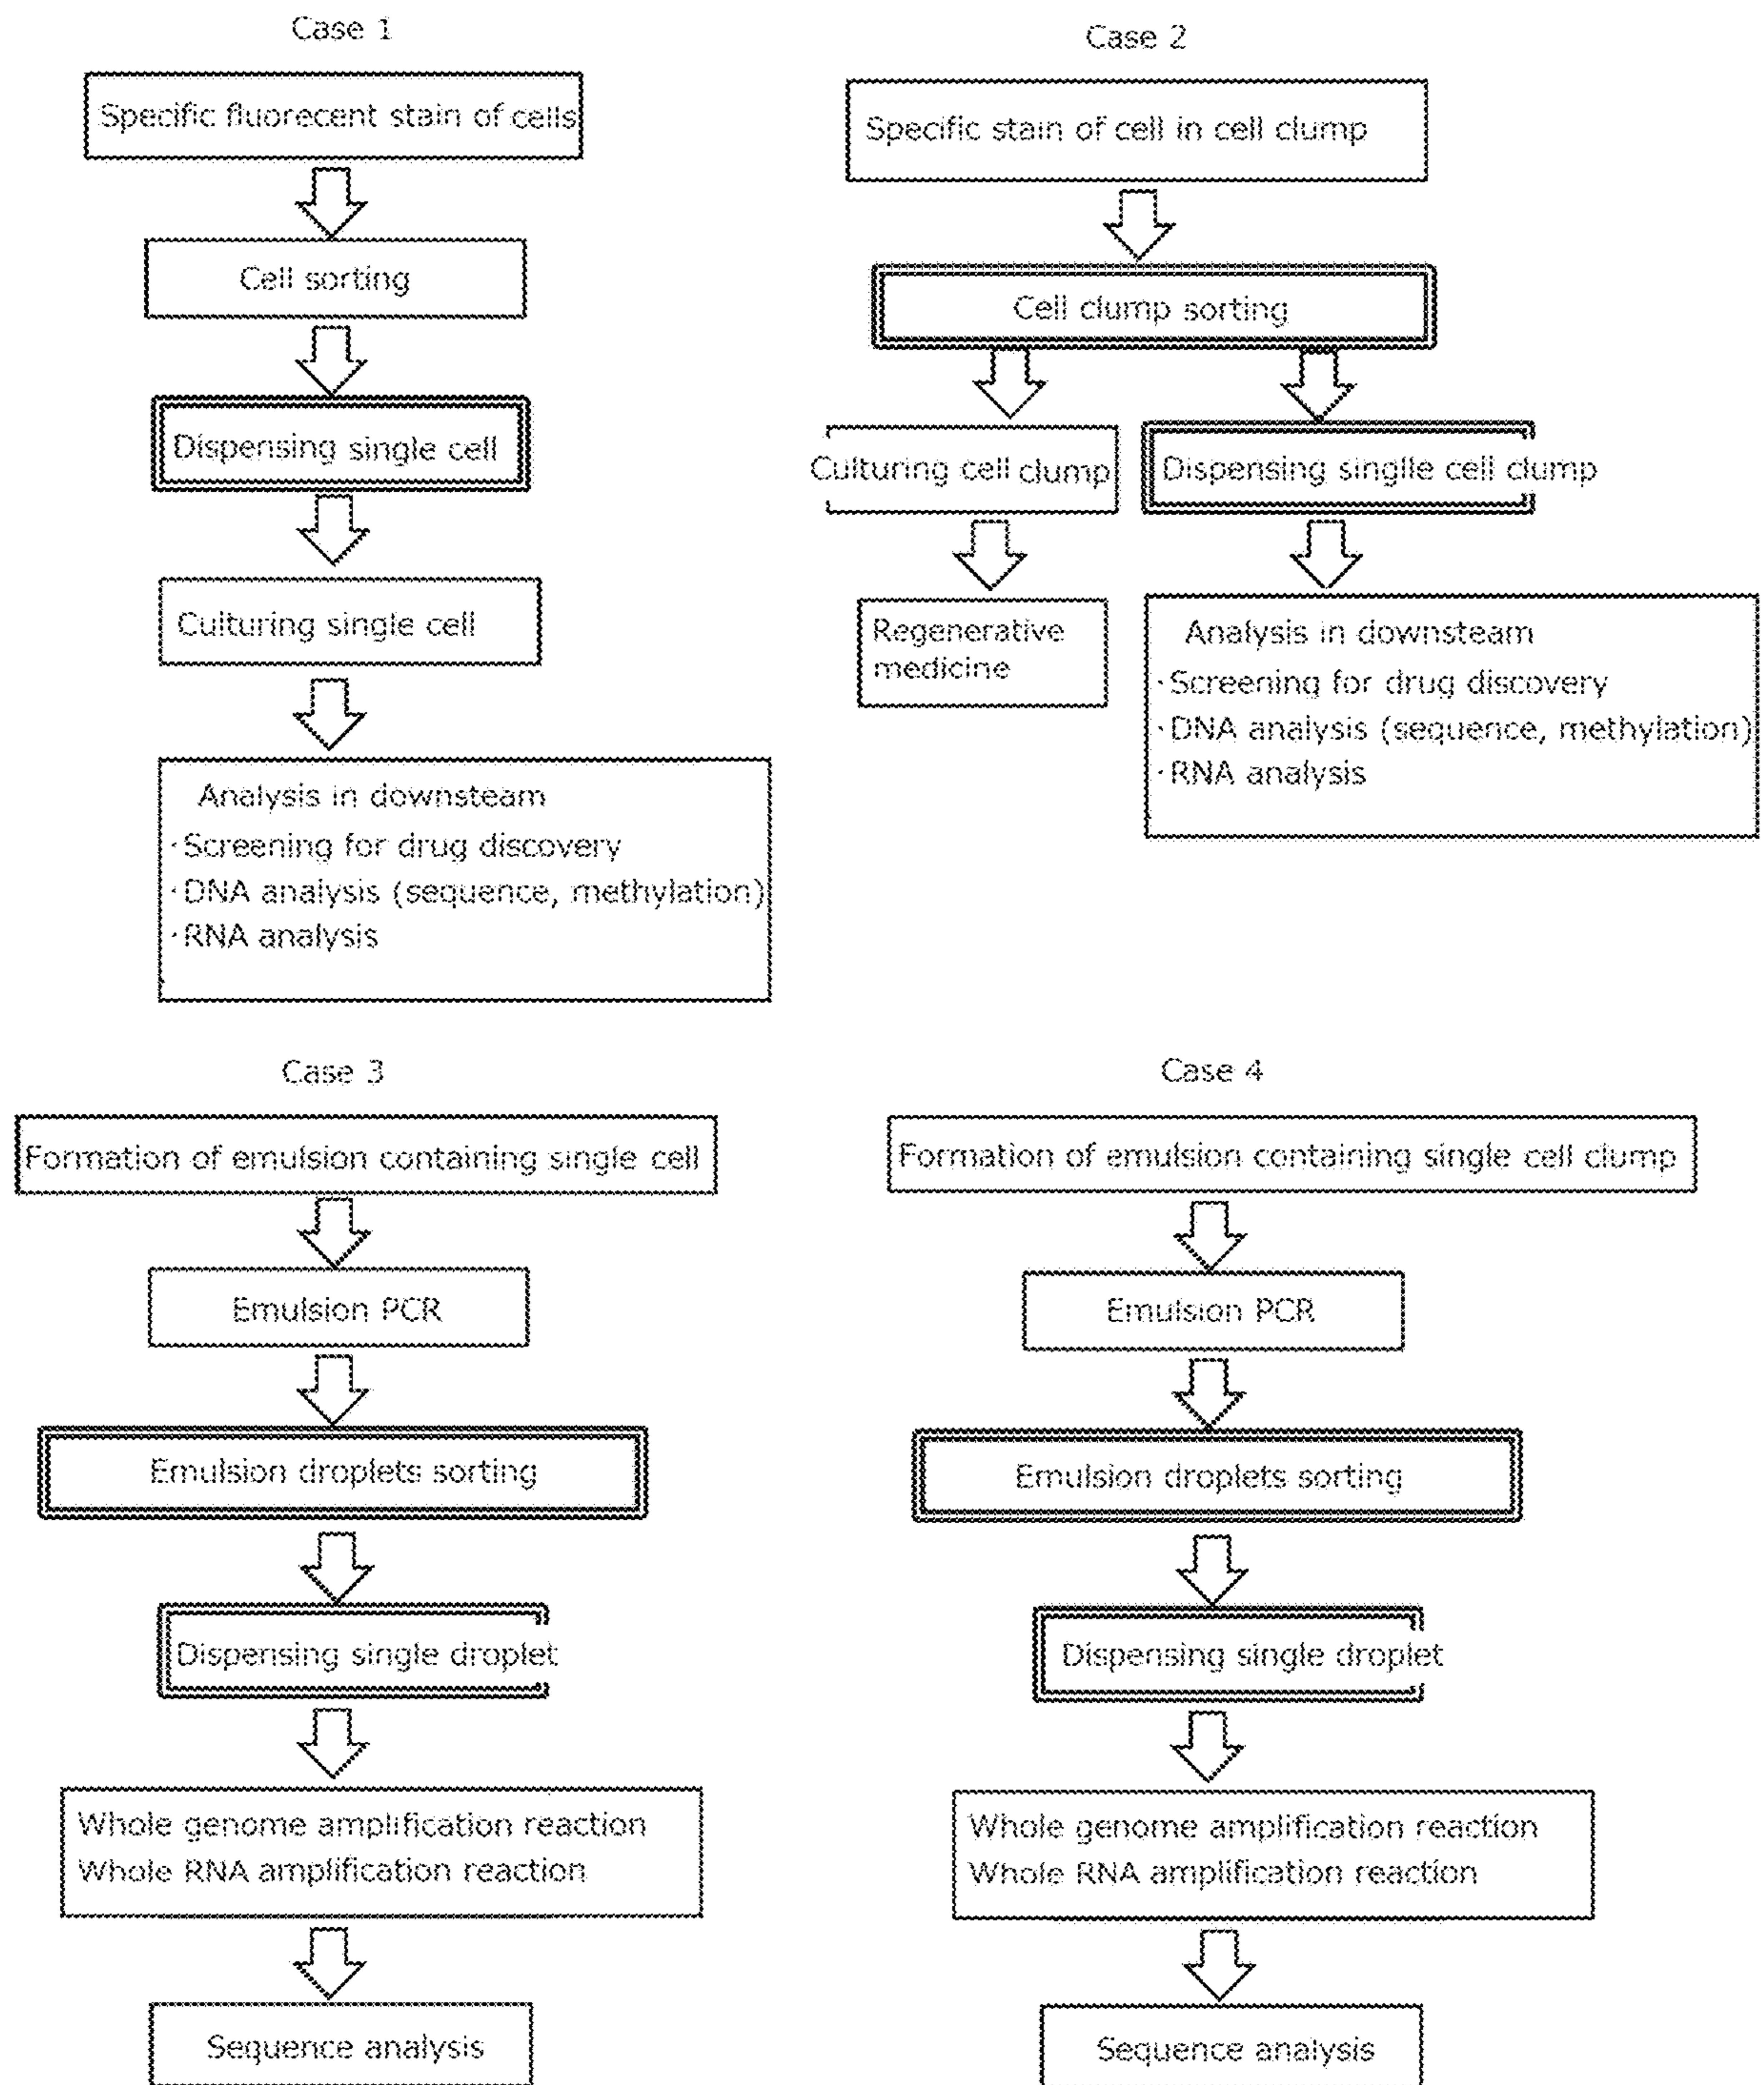 Case 1
Specific fluorecent stain of cells
Cell sorting
Dispensing single cell
Culturing single cell
Analysis in downsteam
·Screening for drug discovery
·DNA analysis (sequence, methylation)
·RNA analysis
Case 2
Specific stain of cell in cell clump
Cell clump sorting
Culturing cell clump
Regenerative
medicine
Dispensing singlle cell clump
Analysis in downsteam
·Screening for drug discovery
·DNA analysis (sequence, methylation)
·RNA analysis
Case 3
Formation of emulsion containing single cell
Emulsion PCR
Emulsion droplets sorting
Dispensing single droplet
Whole genome amplification reaction
Whole RNA amplification reaction
Sequence analysis
Case 4
Formation of emulsion containing single cell clump
Emulsion PCR
Emulsion droplets sorting
Dispensing single droplet
Whole genome amplification reaction
Whole RNA amplification reaction
Sequence analysis